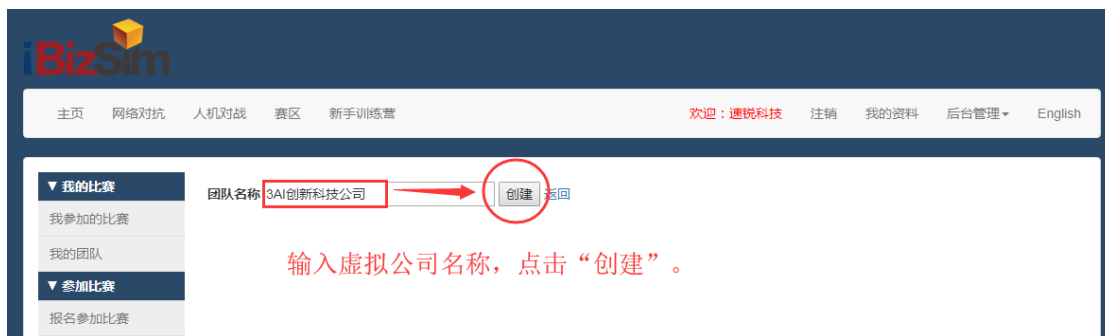 iBizSim
主页 网络对抗 人机对战 赛区 新手训练营 欢迎：速锐科技 注销 我的资料 后台管理 English
▼ 我的比赛
团队名称 3AI创新科技公司 创建 返回
我参加的比赛
我的团队
输入虚拟公司名称，点击“创建”。
▼ 参加比赛
报名参加比赛